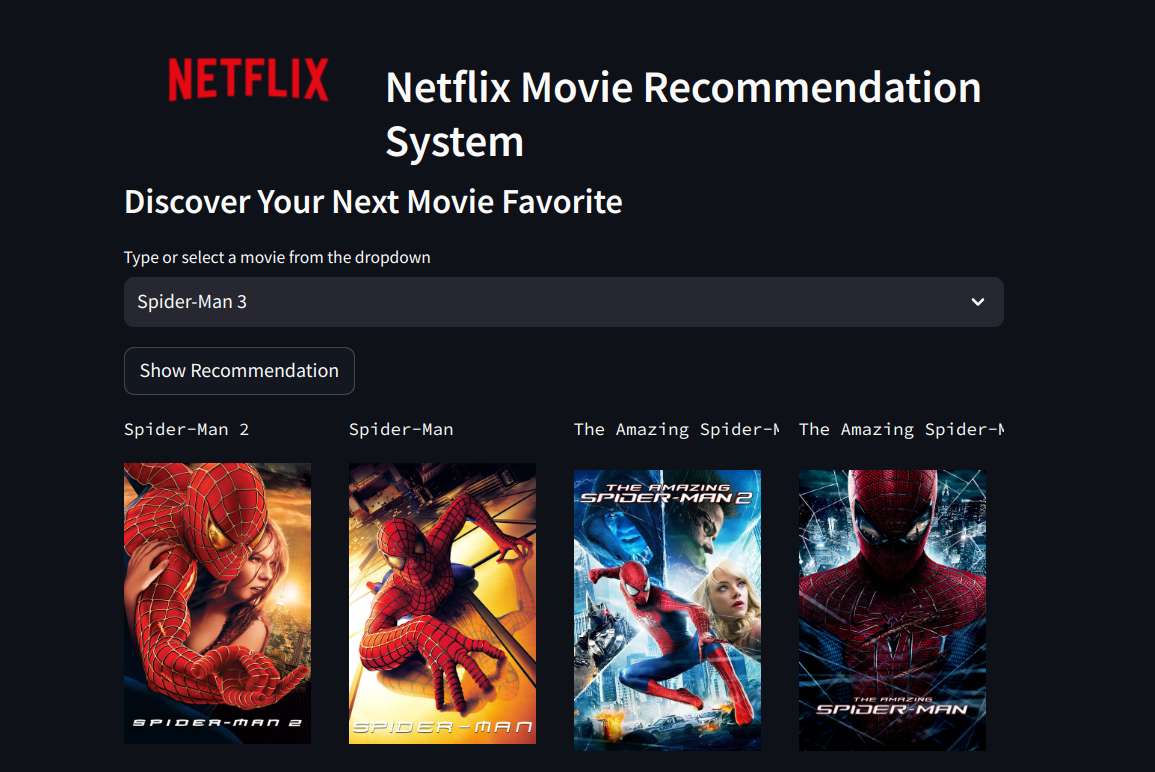 NETFLIX
Netflix Movie Recommendation
System
Discover Your Next Movie Favorite
Type or select a movie from the dropdown
Spider-Man 3
Show Recommendation
Spider-Man 2
Spider-Man
The Amazing Spider-M
The Amazing Spider-M
SPIDER-MAN 2
SPIDER-MAN
THE AMAZING
SPIDER-MAN 2
THE AMAZING
SPIDER-MAN